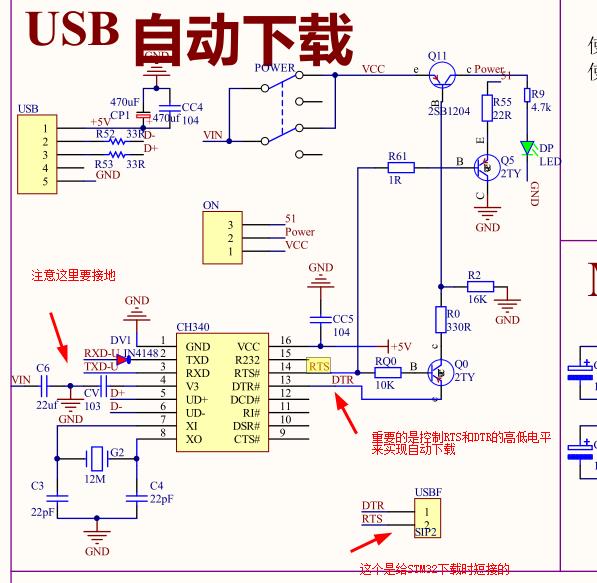 USB 自动下载
GND
POWER
VCC
e
Q11
c
Power
51
B
2SB1204
R55
22R
R9
4.7k
470uF
CP1
470uf
CC4
104
USB
+5V
1
2
3
4
5
R52
33R
D-
R53
33R
D+
GND
VIN
R61
1R
E
B
Q5
2TY
C
GND
DP
LED
GND
ON
3
2
1
51
Power
VCC
注意这里要接地
GND
GND
CC5
104
R2
16K
GND
R0
330R
c
Q0
2TY
B
e
RQ0
10K
+5V
DV1
IN4148
RXD-U
TXD-U
CH340
1 GND VCC 16
2 TXD R232 15
3 RXD RTS# 14
4 V3 DTR# 13
5 UD+ DCD# 12
6 UD- RI# 11
7 XI DSR# 10
8 XO CTS# 9
RTS
DTR
VIN
C6
22uf
GND
CV
103
D+
D-
G2
12M
C3
22pF
C4
22pF
GND
重要的是控制RTS和DTR的高低电平
来实现自动下载
USBF
DTR
RTS
1
2
SIP2
这个是给STM32下载时短接的